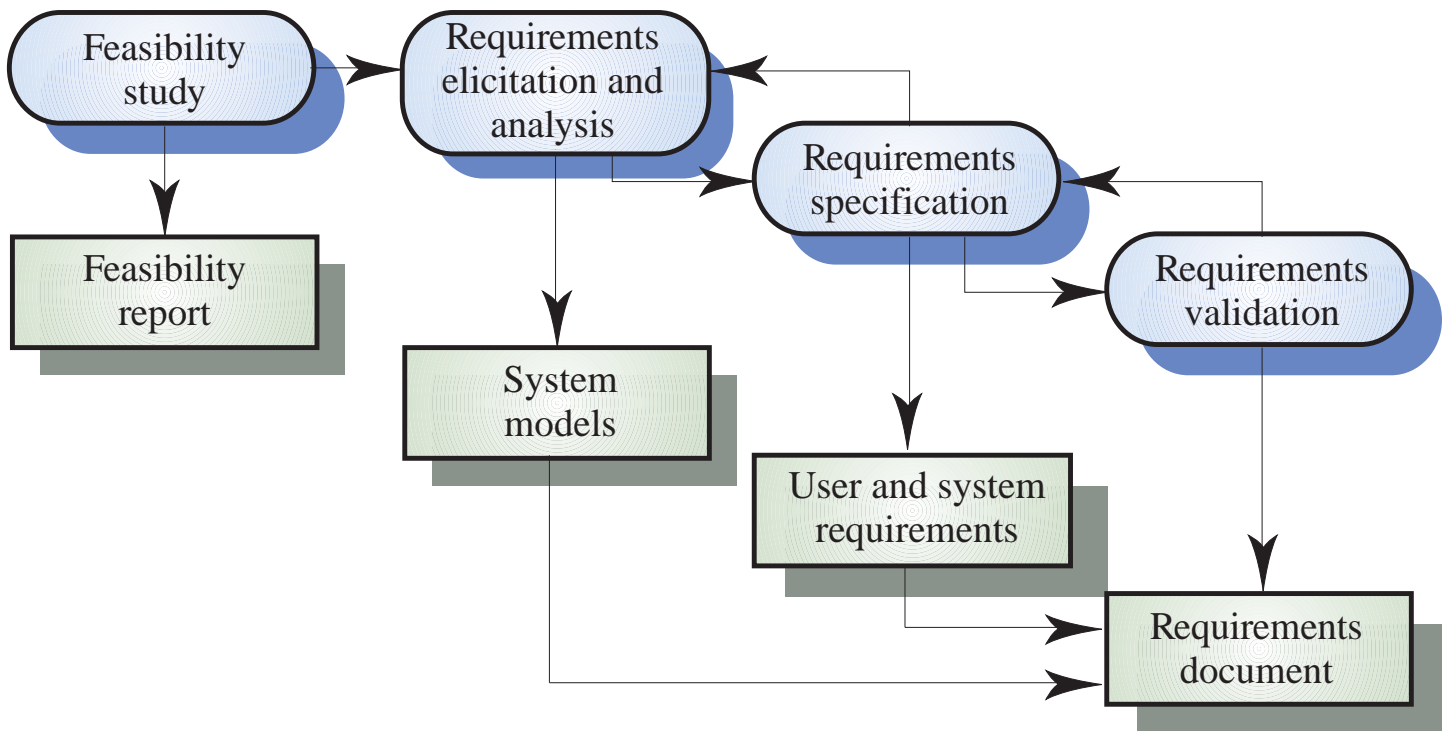 Feasibility
study
Requirements
elicitation and
analysis
Requirements
specification
Requirements
validation
Feasibility
report
System
models
User and system
requirements
Requirements
document